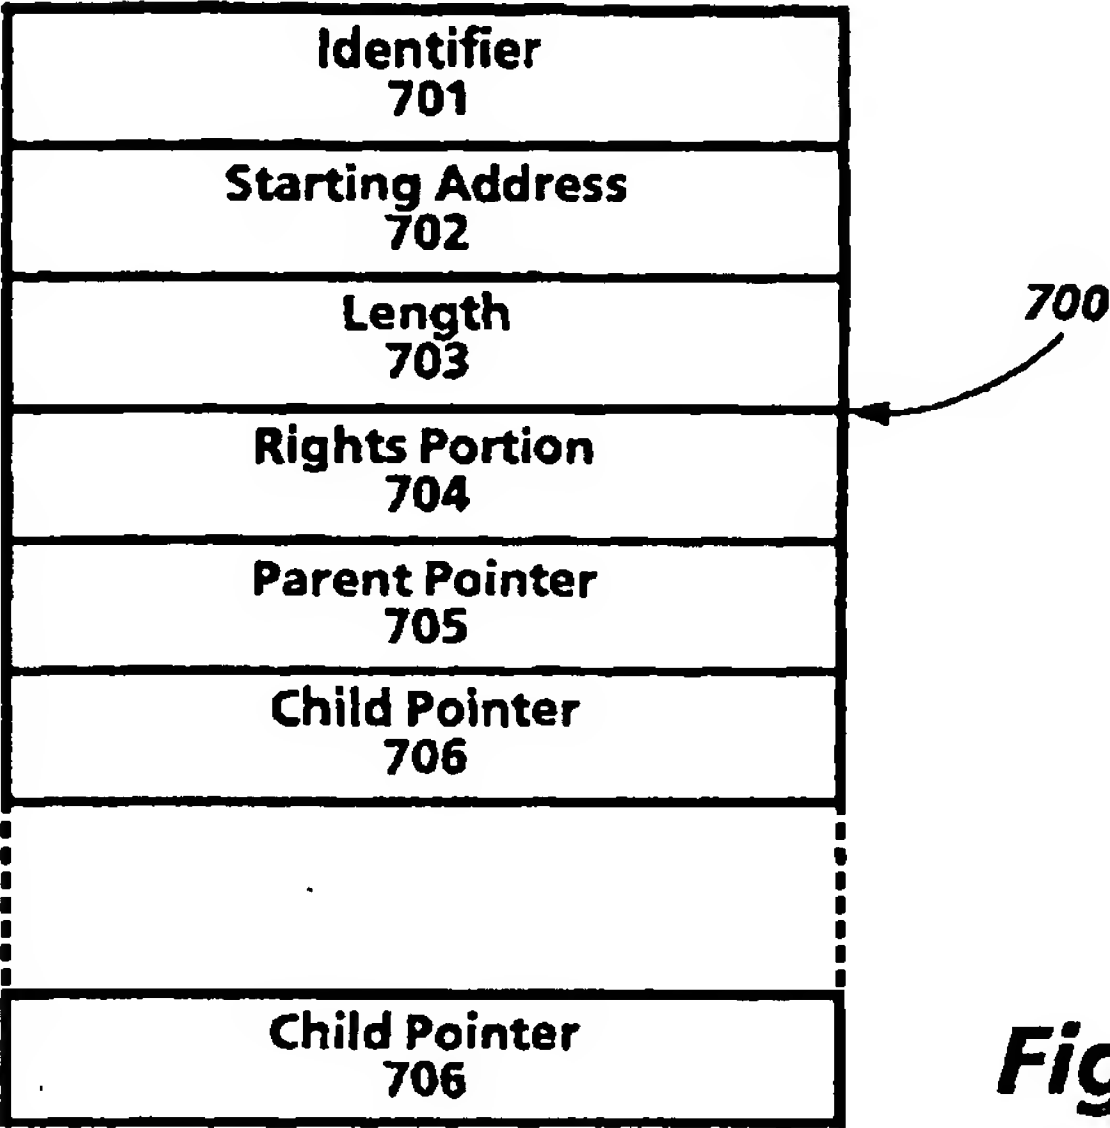 Identifier
701
Starting Address
702
Length
703
700
Rights Portion
704
Parent Pointer
705
Child Pointer
706
Child Pointer
706
Fig